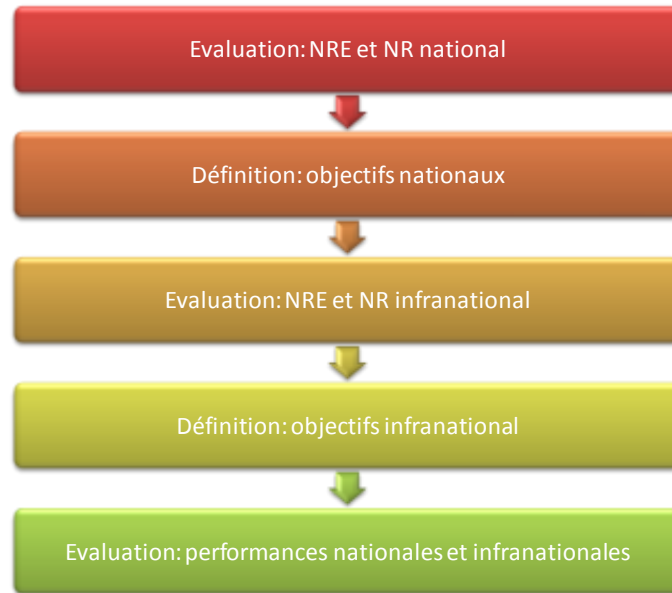 Evaluation: NRE et NR national
Définition: objectifs nationaux
Evaluation: NRE et NR infranational
Définition: objectifs infranational
Evaluation: performances nationales et infranationales